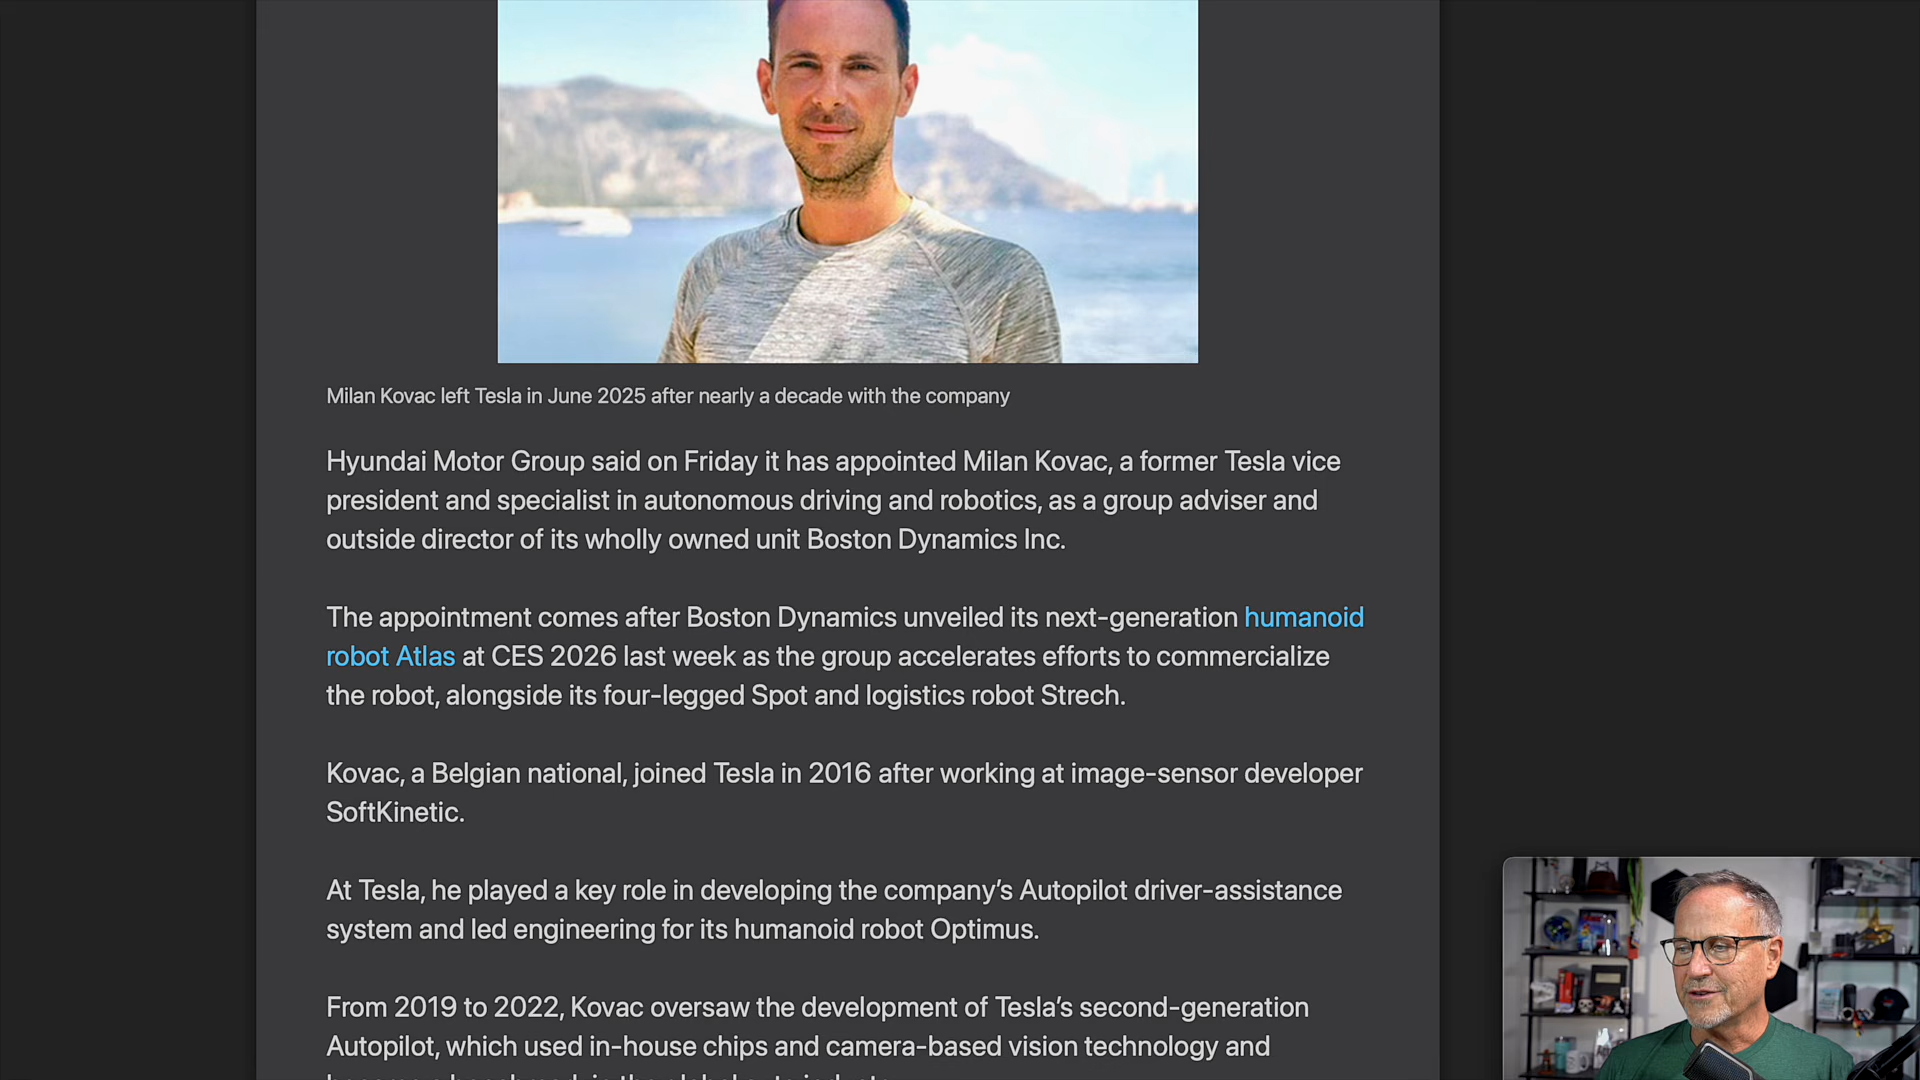 Milan Kovac left Tesla in June 2025 after nearly a decade with the company
Hyundai Motor Group said on Friday it has appointed Milan Kovac, a former Tesla vice
president and specialist in autonomous driving and robotics, as a group adviser and
outside director of its wholly owned unit Boston Dynamics Inc.
The appointment comes after Boston Dynamics unveiled its next-generation humanoid
robot Atlas at CES 2026 last week as the group accelerates efforts to commercialize
the robot, alongside its four-legged Spot and logistics robot Strech.
Kovac, a Belgian national, joined Tesla in 2016 after working at image-sensor developer
SoftKinetic.
At Tesla, he played a key role in developing the company’s Autopilot driver-assistance
system and led engineering for its humanoid robot Optimus.
From 2019 to 2022, Kovac oversaw the development of Tesla’s second-generation
Autopilot, which used in-house chips and camera-based vision technology and